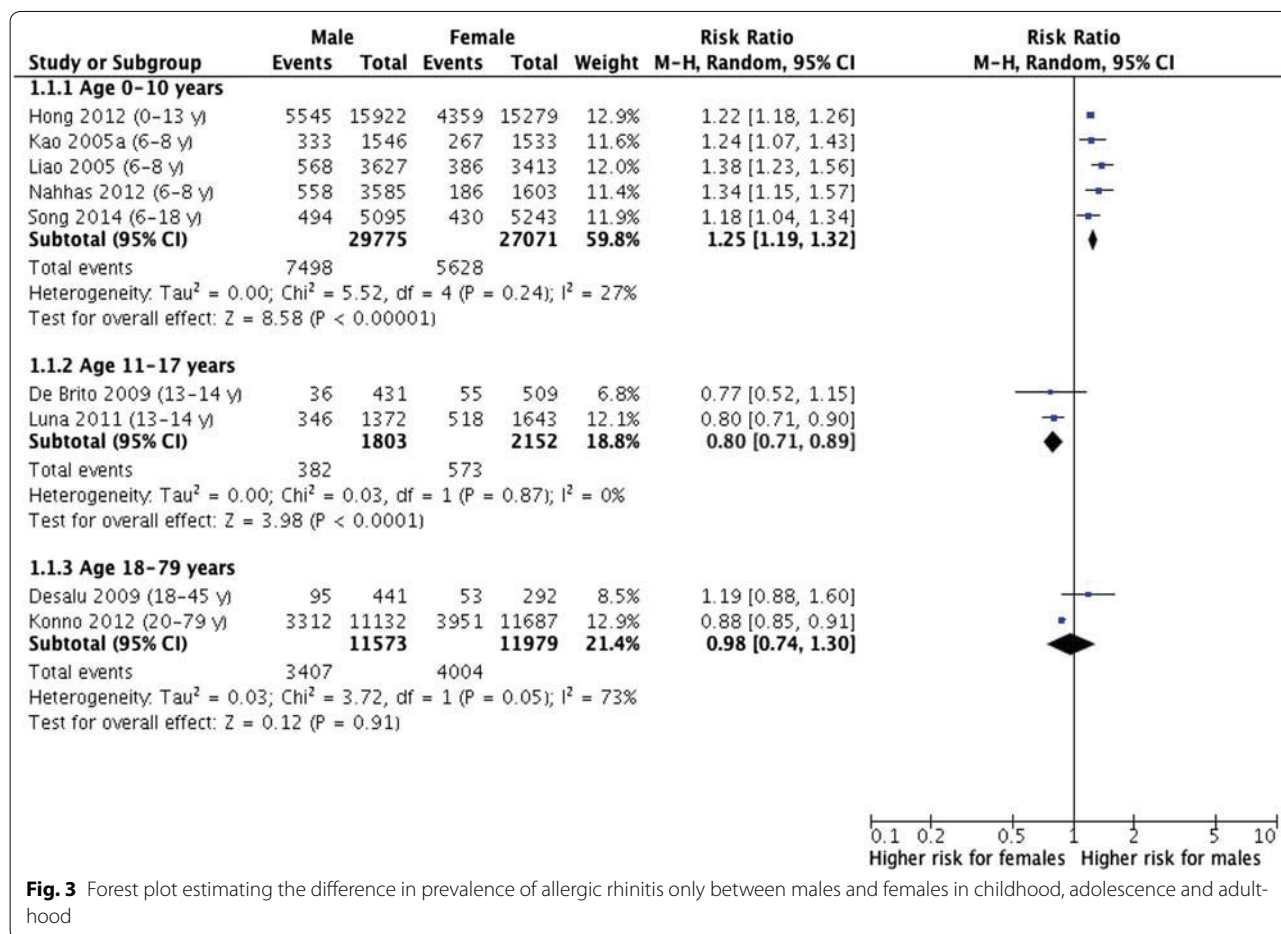 Male Female Risk Ratio Risk Ratio
Study or Subgroup Events Total Events Total Weight M-H, Random, 95% CI M-H, Random, 95% CI
1.1.1 Age 0-10 years
Hong 2012 (0-13 y) 5545 15922 4359 15279 12.9% 1.22 [1.18, 1.26]
Kao 2005a (6-8 y) 333 1546 267 1533 11.6% 1.24 [1.07, 1.43]
Liao 2005 (6-8 y) 568 3627 386 3413 12.0% 1.38 [1.23, 1.56]
Nahhas 2012 (6-8 y) 558 3585 186 1603 11.4% 1.34 [1.15, 1.57]
Song 2014 (6-18 y) 494 5095 430 5243 11.9% 1.18 [1.04, 1.34]
Subtotal (95% CI) 29775 27071 59.8% 1.25 [1.19, 1.32]
Total events 7498 5628
Heterogeneity: Tau² = 0.00; Chi² = 5.52, df = 4 (P = 0.24); I² = 27%
Test for overall effect: Z = 8.58 (P < 0.00001)
1.1.2 Age 11-17 years
De Brito 2009 (13-14 y) 36 431 55 509 6.8% 0.77 [0.52, 1.15]
Luna 2011 (13-14 y) 346 1372 518 1643 12.1% 0.80 [0.71, 0.90]
Subtotal (95% CI) 1803 2152 18.8% 0.80 [0.71, 0.89]
Total events 382 573
Heterogeneity: Tau² = 0.00; Chi² = 0.03, df = 1 (P = 0.87); I² = 0%
Test for overall effect: Z = 3.98 (P < 0.0001)
1.1.3 Age 18-79 years
Desalu 2009 (18-45 y) 95 441 53 292 8.5% 1.19 [0.88, 1.60]
Konno 2012 (20-79 y) 3312 11132 3951 11687 12.9% 0.88 [0.85, 0.91]
Subtotal (95% CI) 11573 11979 21.4% 0.98 [0.74, 1.30]
Total events 3407 4004
Heterogeneity: Tau² = 0.03; Chi² = 3.72, df = 1 (P = 0.05); I² = 73%
Test for overall effect: Z = 0.12 (P = 0.91)
0.1 0.2 0.5 1 2 5 10
Higher risk for females Higher risk for males
Fig. 3 Forest plot estimating the difference in prevalence of allergic rhinitis only between males and females in childhood, adolescence and adult-
hood